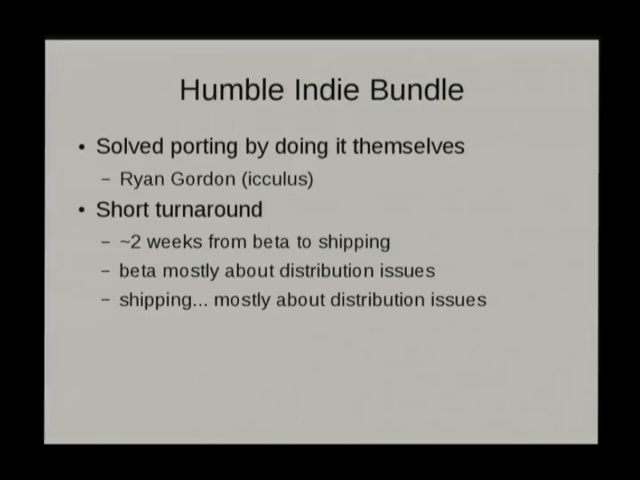 Humble Indie Bundle
• Solved porting by doing it themselves
– Ryan Gordon (icculus)
• Short turnaround
– ~2 weeks from beta to shipping
– beta mostly about distribution issues
– shipping... mostly about distribution issues